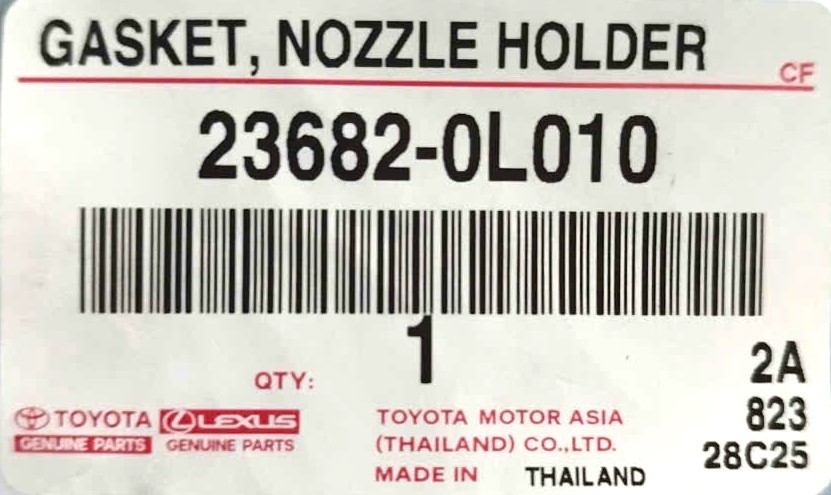 GASKET, NOZZLE HOLDER
CF
23682-0L010
QTY: 1
2A
TOYOTA LEXUS
GENUINE PARTS GENUINE PARTS
823
TOYOTA MOTOR ASIA
(THAILAND) CO.,LTD.
28C25
MADE IN THAILAND